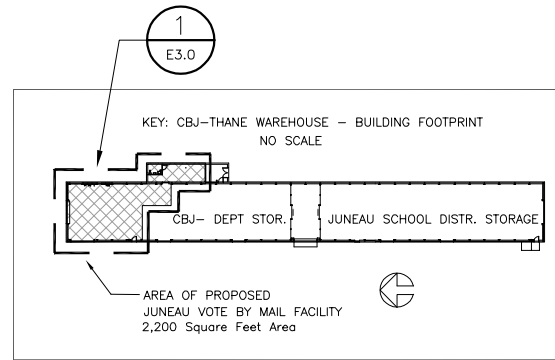 1
E3.0
KEY: CBJ-THANE WAREHOUSE - BUILDING FOOTPRINT
NO SCALE
CBJ- DEPT STOR.
JUNEAU SCHOOL DISTR. STORAGE
AREA OF PROPOSED
JUNEAU VOTE BY MAIL FACILITY
2,200 Square Feet Area